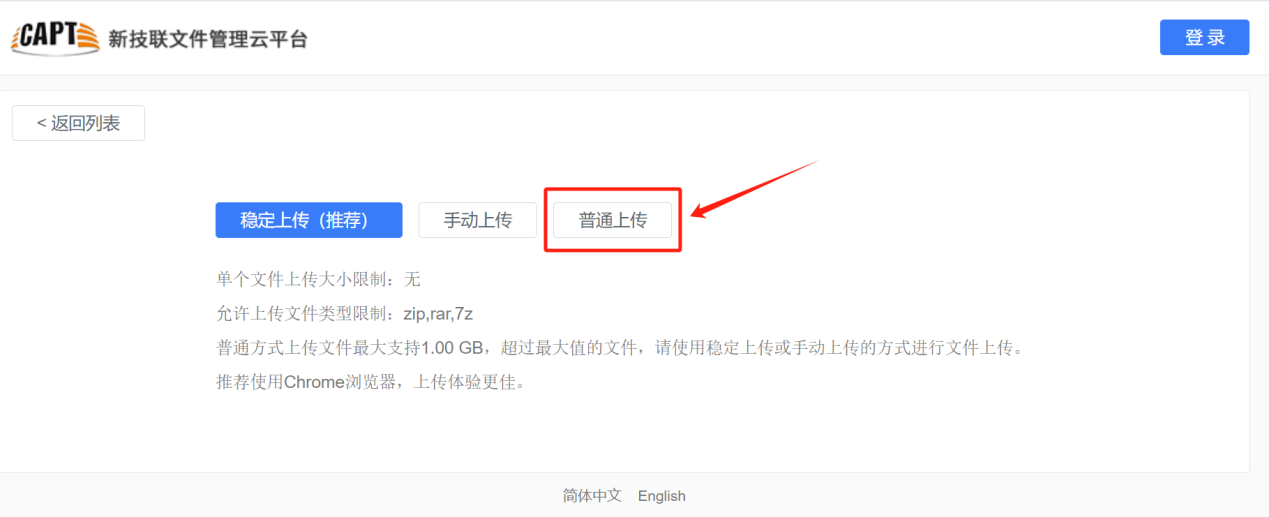 CAPT 新技联文件管理云平台
登 录
< 返回列表
稳定上传（推荐） 手动上传 普通上传
单个文件上传大小限制：无
允许上传文件类型限制：zip,rar,7z
普通方式上传文件最大支持1.00 GB，超过最大值的文件，请使用稳定上传或手动上传的方式进行文件上传。
推荐使用Chrome浏览器，上传体验更佳。
简体中文 English